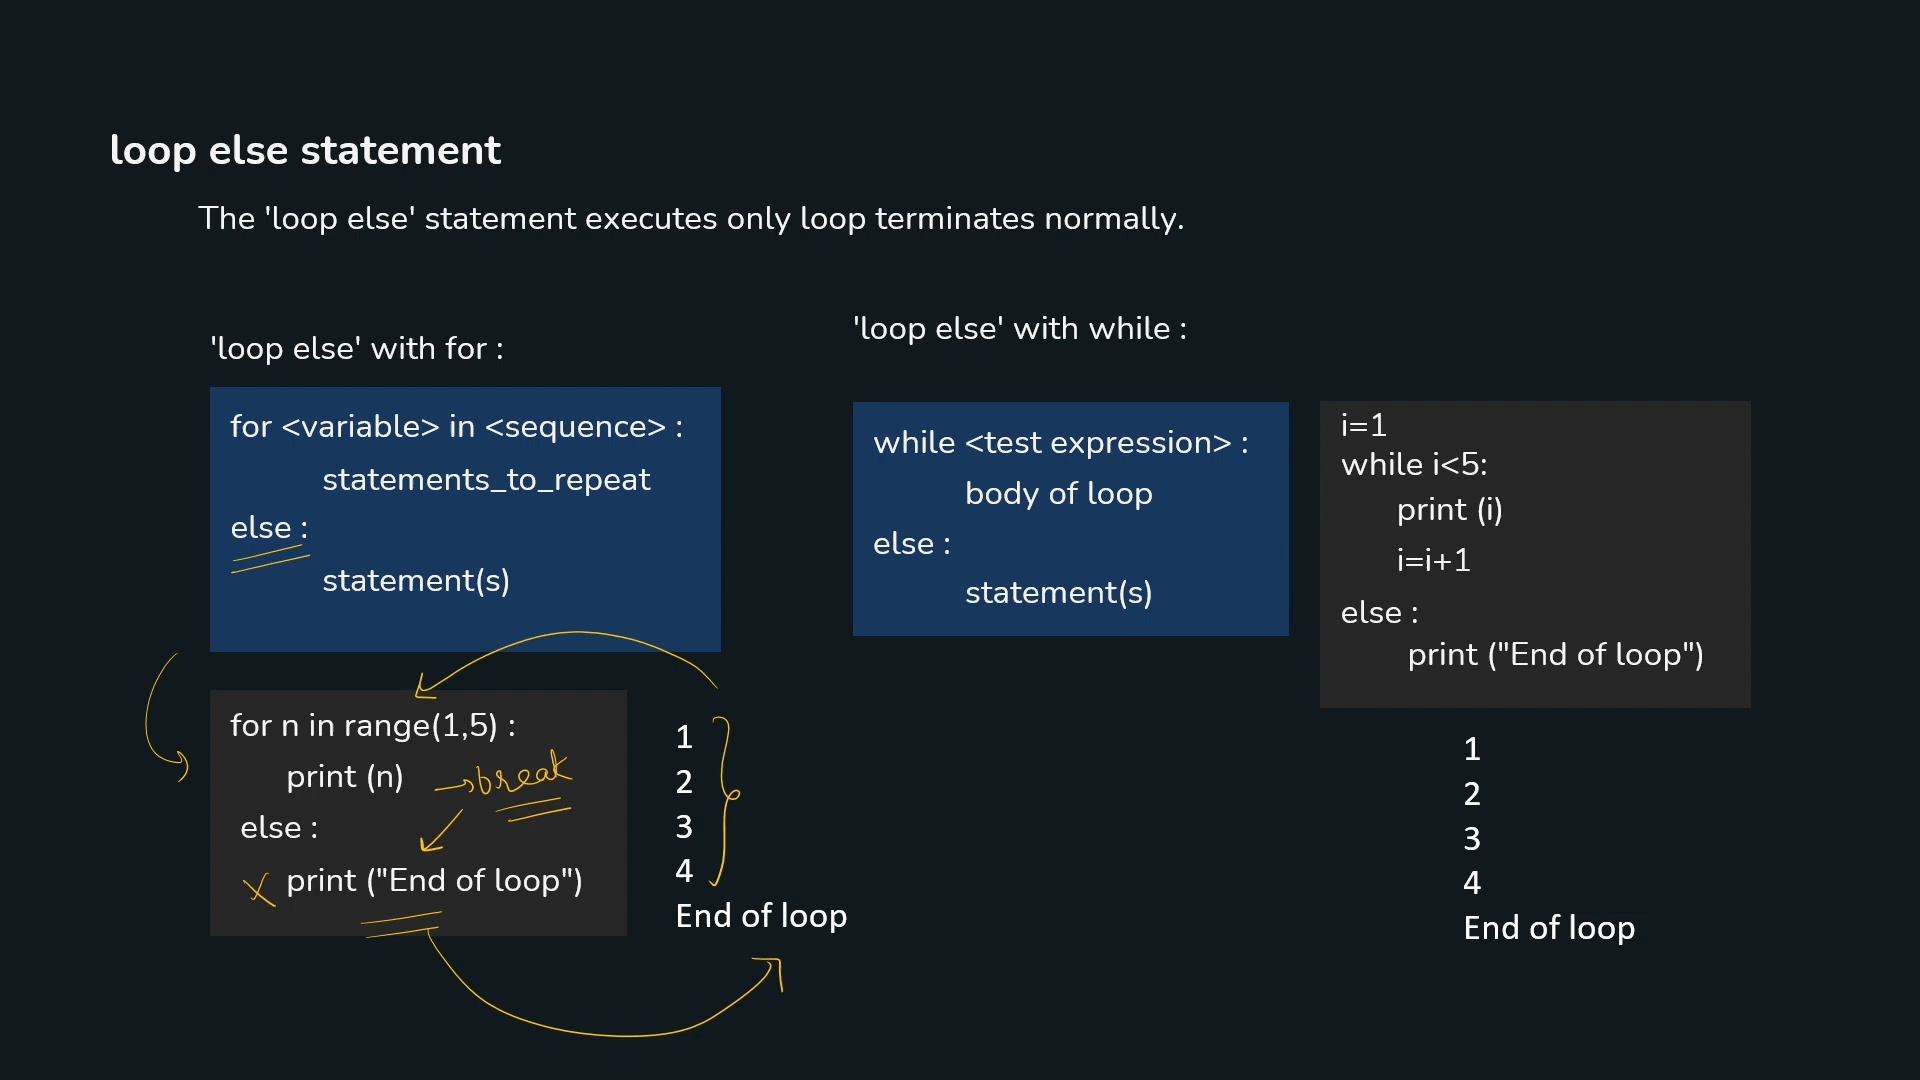 loop else statement
The 'loop else' statement executes only loop terminates normally.
'loop else' with for :
for <variable> in <sequence> :
statements_to_repeat
else :
statement(s)
for n in range(1,5) :
print (n)
break
else :
print ("End of loop")
1
2
3
4
End of loop
'loop else' with while :
while <test expression> :
body of loop
else :
statement(s)
i=1
while i<5:
print (i)
i=i+1
else :
print ("End of loop")
1
2
3
4
End of loop